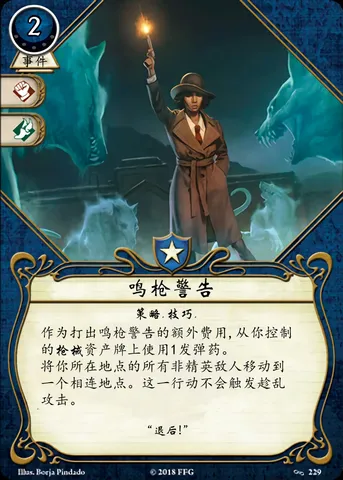 2
事件
鸣枪警告
策略.技巧.
作为打出鸣枪警告的额外费用,从你控制
的枪械资产牌上使用1发弹药。
将你所在地点的所有非精英敌人移动到
一个相连地点。这一行动不会触发趁乱
攻击。
“退后!”
Illus. Borja Pindado
© 2018 FFG
229